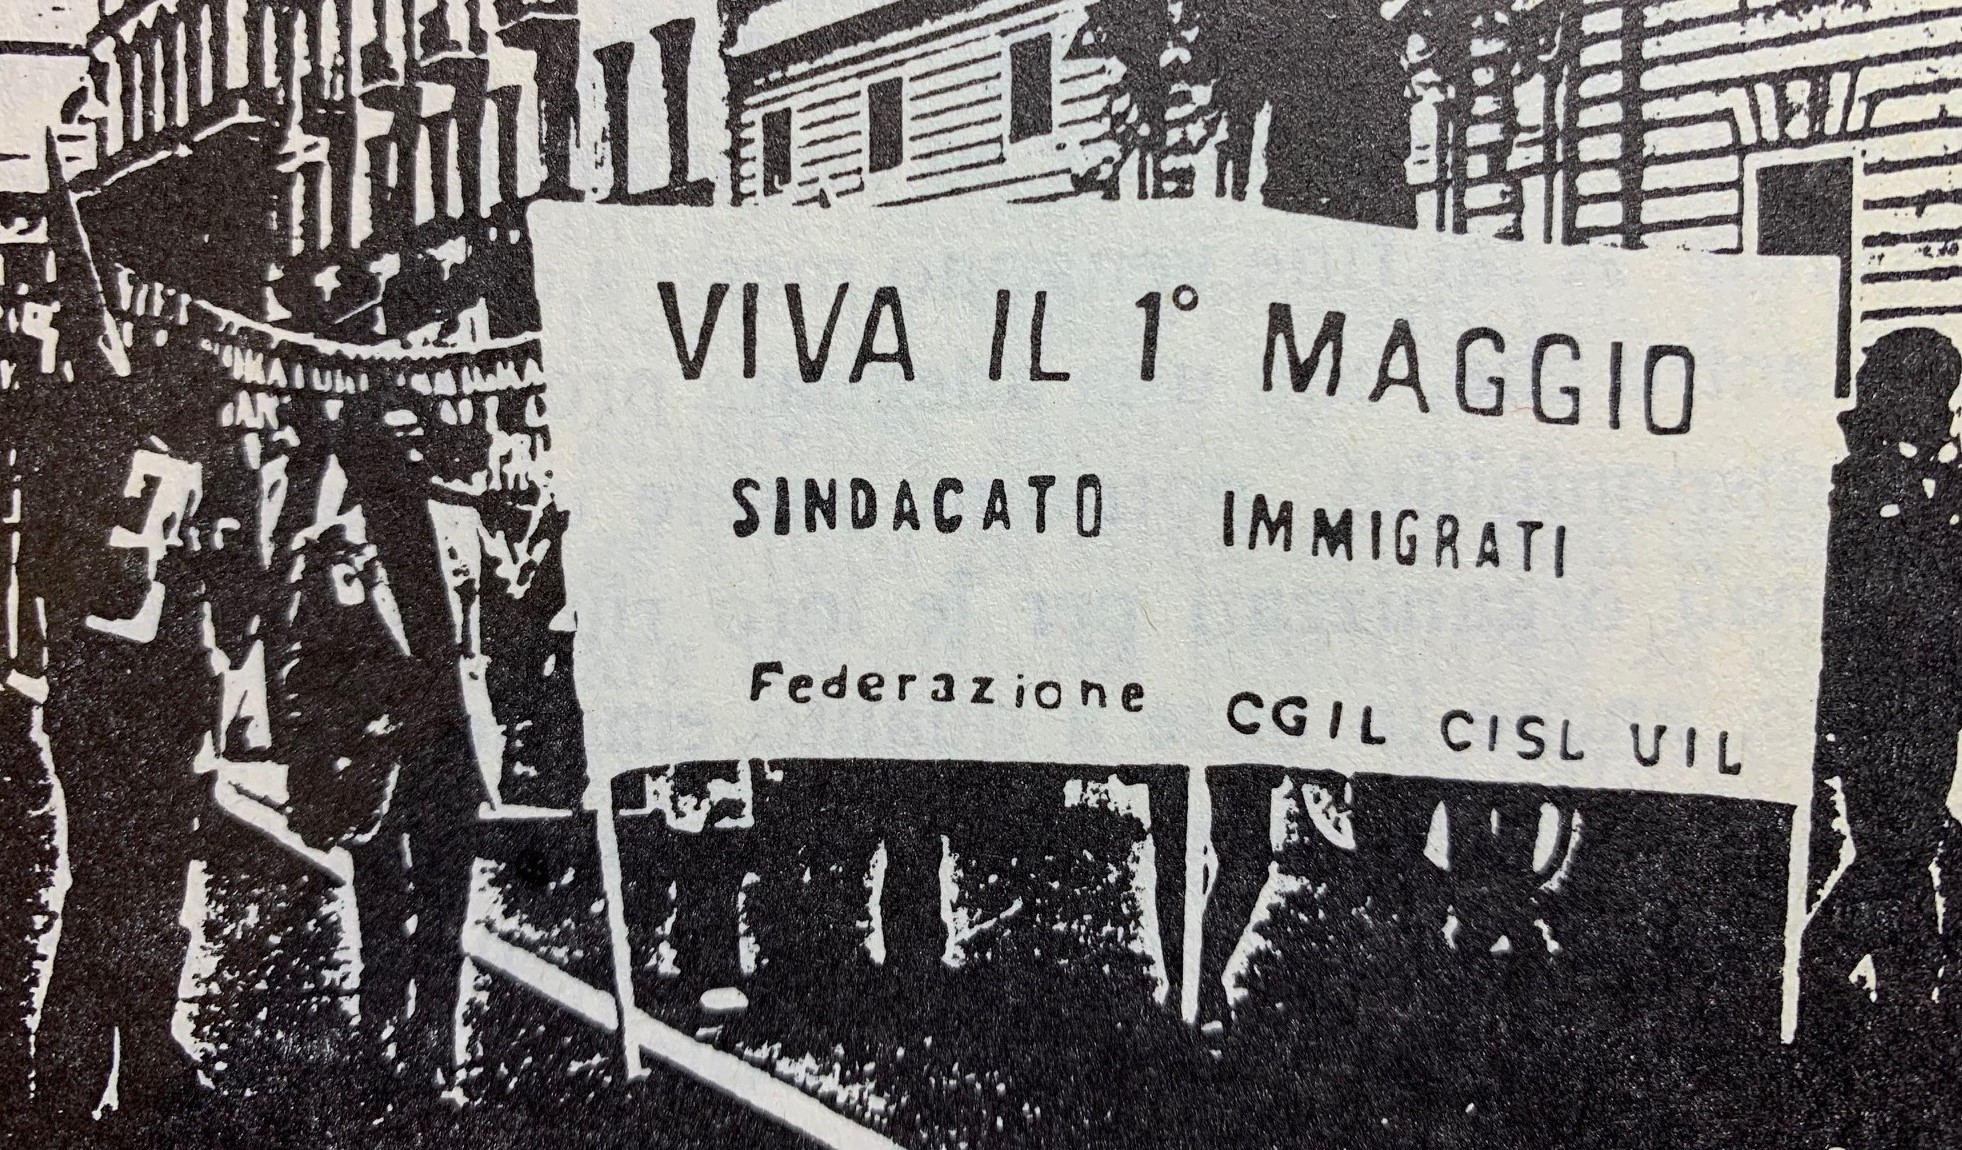 VIVA IL 1° MAGGIO
SINDACATO IMMIGRATI
Federazione CGIL CISL UIL